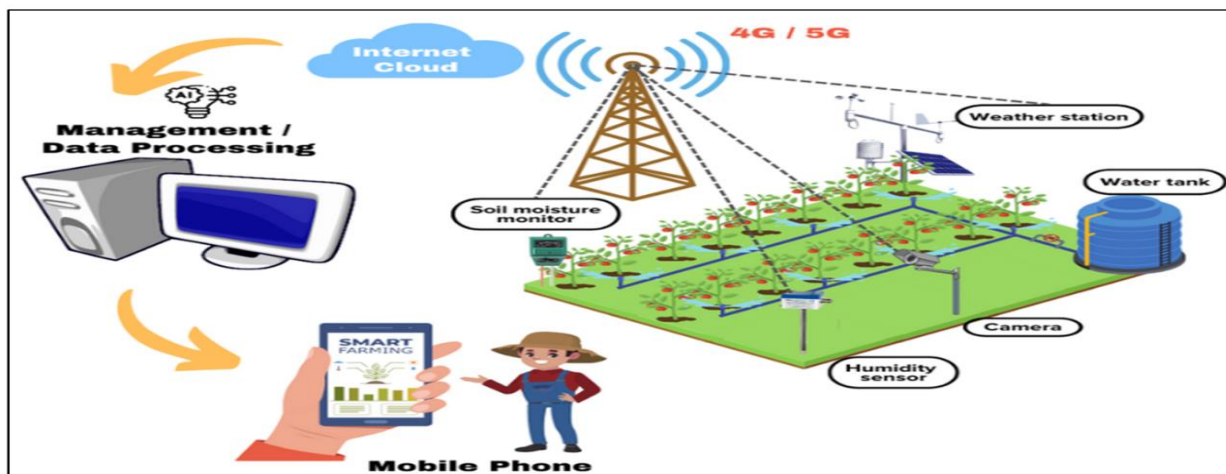 Internet
Cloud
4G / 5G
AI
Management /
Data Processing
Weather station
Soil moisture
monitor
Water tank
Camera
Humidity
sensor
SMART
FARMING
Mobile Phone